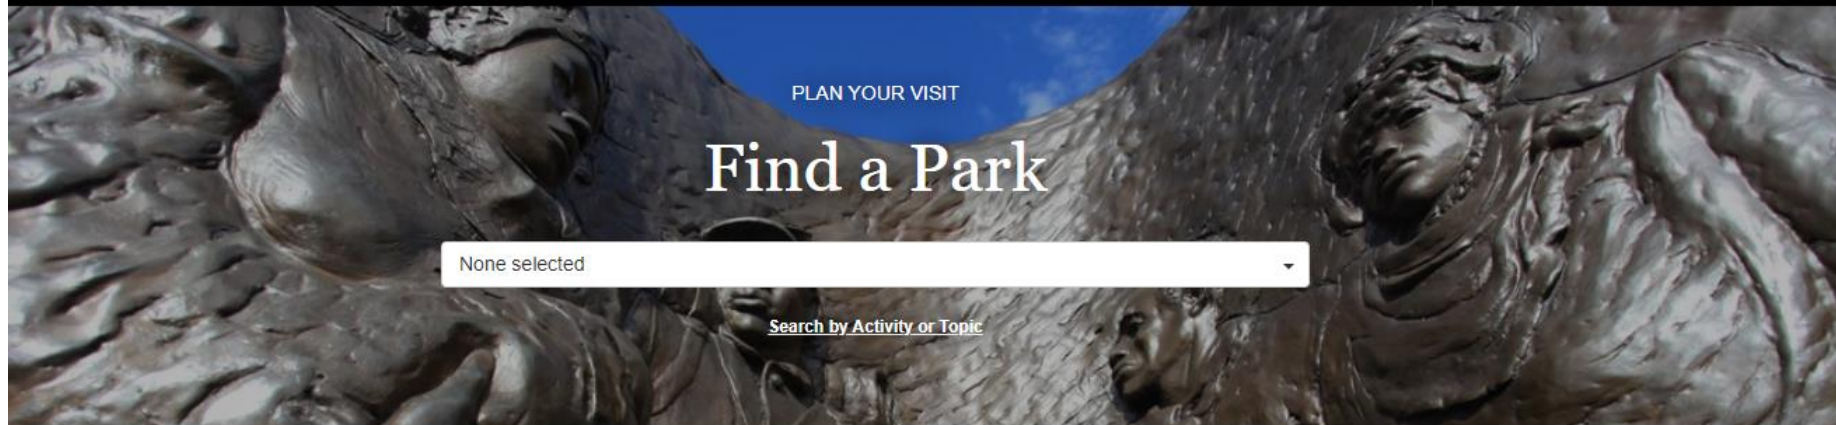 PLAN YOUR VISIT
Find a Park
None selected
Search by Activity or Topic